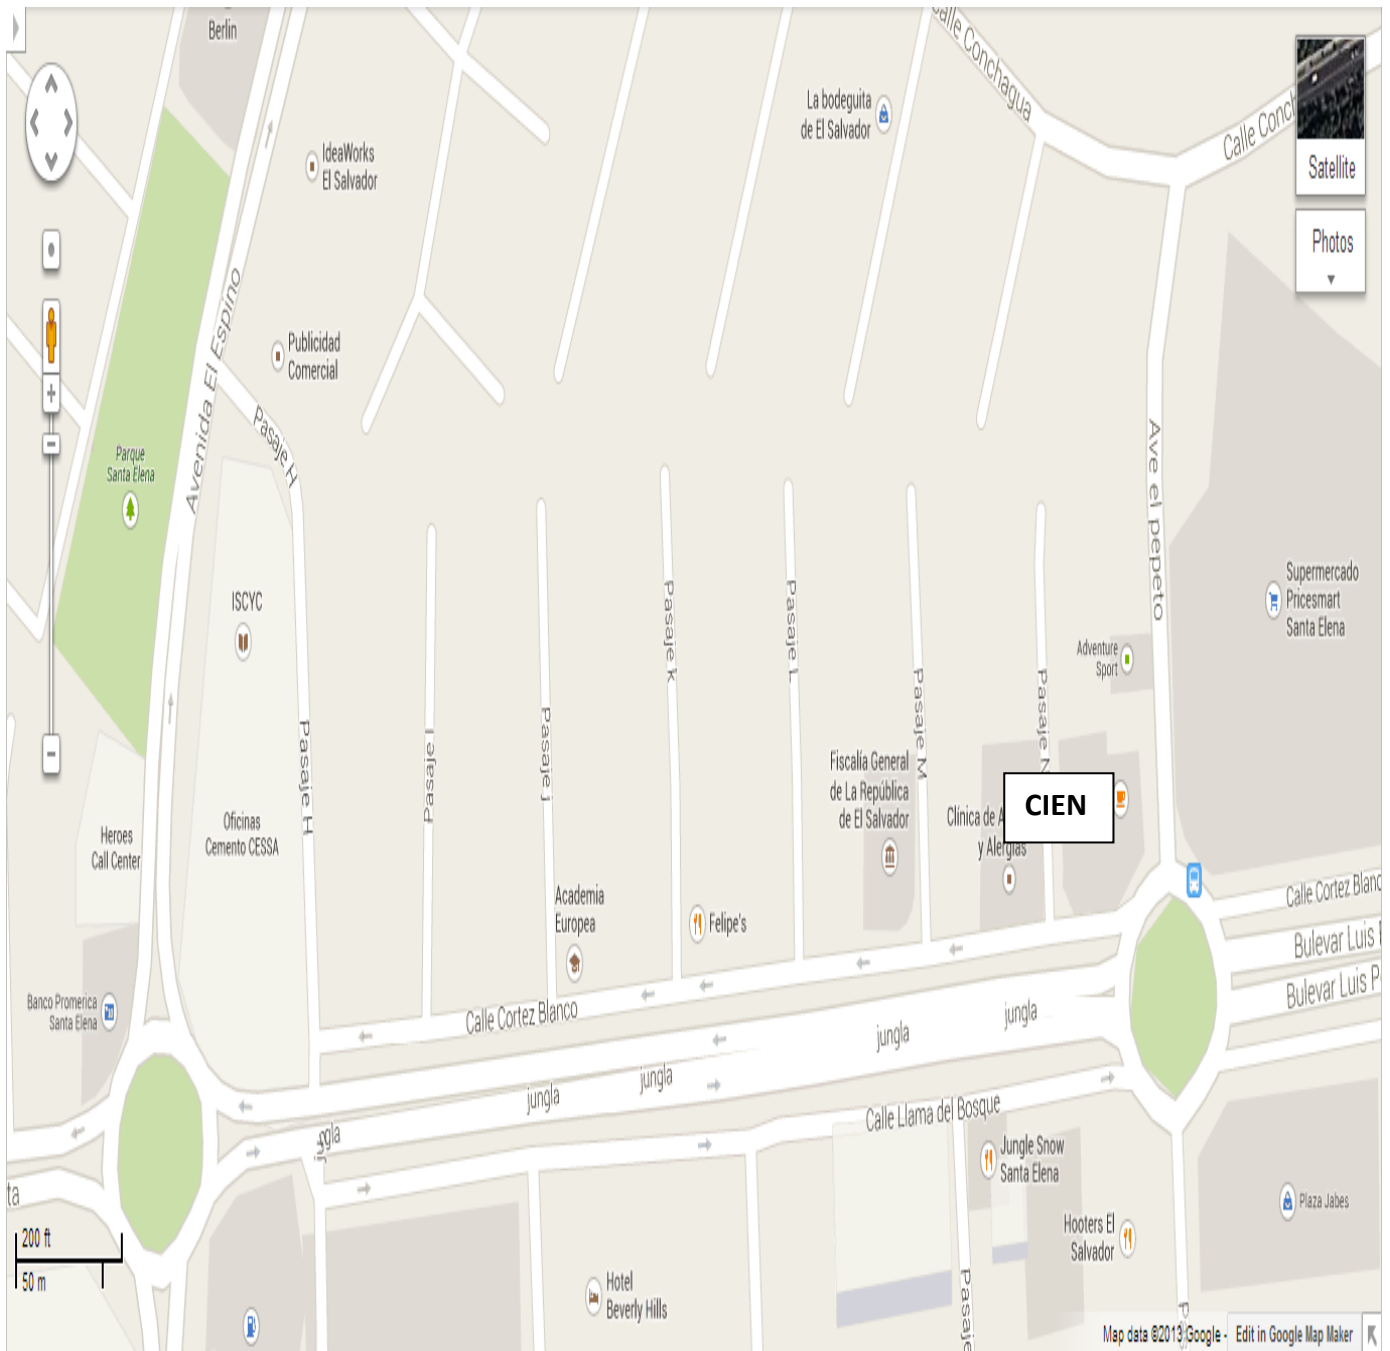 Berlin
Calle Conchagua
Calle Conch
La bodeguita
de El Salvador
IdeaWorks
El Salvador
Satellite
Photos
Avenida El Espino
Publicidad
Comercial
Pasaje H
Parque
Santa Elena
Ave el pepeto
Supermercado
Pricesmart
Santa Elena
ISCYC
Pasaje k
Pasaje L
Adventure
Sport
Pasaje M
Pasaje N
Pasaje H
Pasaje I
Pasaje j
Fiscalía General
de La República
de El Salvador
CIEN
Clínica de A
y Alergias
Heroes
Call Center
Oficinas
Cemento CESSA
Academia
Europea
Felipe's
Calle Cortez Blanc
Bulevar Luis
Bulevar Luis P
Banco Promerica
Santa Elena
Calle Cortez Blanco
jungla
jungla
jungla
jungla
Calle Llama del Bosque
Jungle Snow
Santa Elena
Plaza Jabes
Hooters El
Salvador
ta
200 ft
50 m
Hotel
Beverly Hills
Pasaje
Map data ©2013 Google -
Edit in Google Map Maker